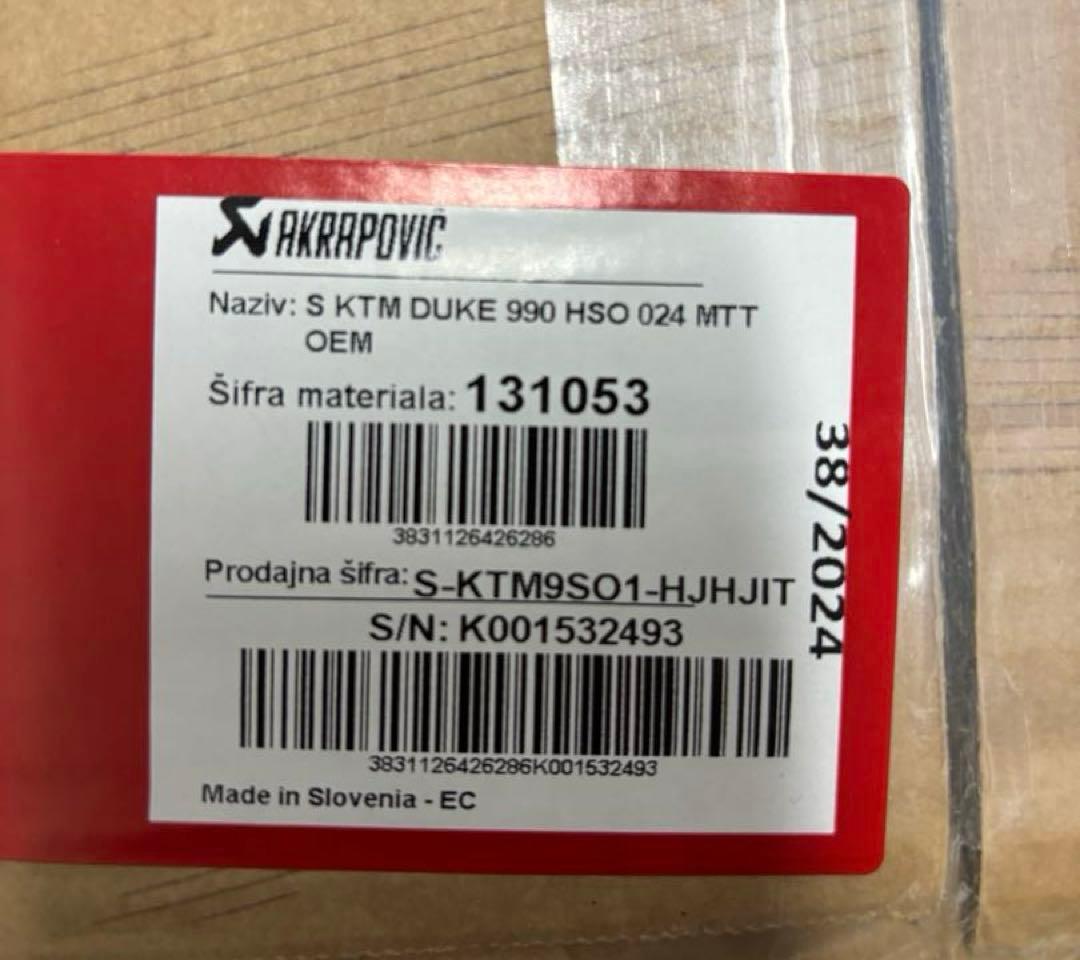 AKRAPOVIČ
Naziv: S KTM DUKE 990 HSO 024 MTT
OEM
Šifra materiala: 131053
3831126426286
Prodajna šifra: S-KTM9SO1-HJHJIT
S/N: K001532493
3831126426286K001532493
Made in Slovenia - EC
38/2024